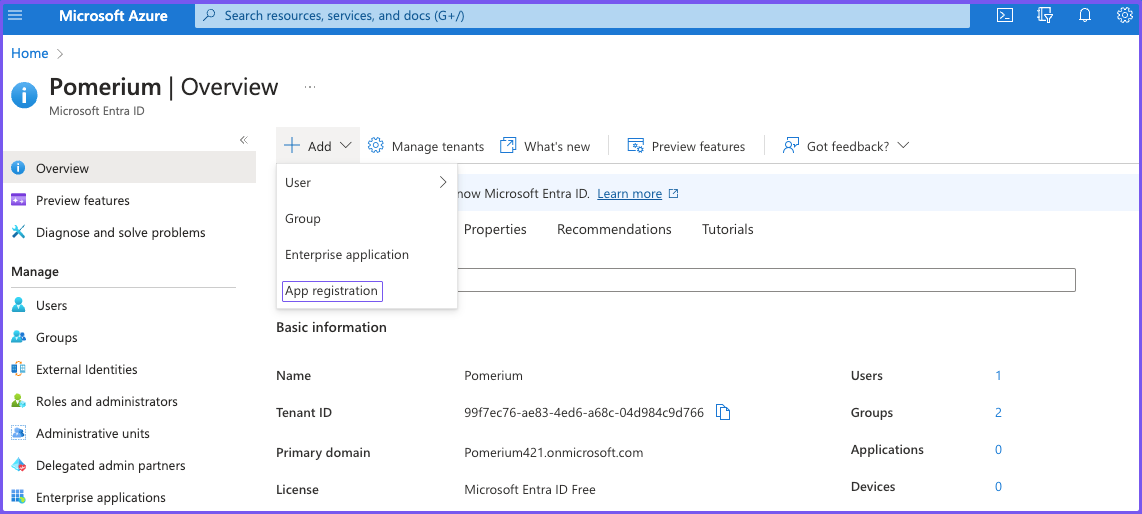 Microsoft Azure
Search resources, services, and docs (G+/)
Home
Pomerium | Overview
Microsoft Entra ID
Overview
Preview features
Diagnose and solve problems
Manage
Users
Groups
External Identities
Roles and administrators
Administrative units
Delegated admin partners
Enterprise applications
Add
Manage tenants
What's new
Preview features
Got feedback?
User
Group
Enterprise application
App registration
now Microsoft Entra ID. Learn more
Properties
Recommendations
Tutorials
Basic information
Name
Pomerium
Users
1
Tenant ID
99f7ec76-ae83-4ed6-a68c-04d984c9d766
Groups
2
Primary domain
Pomerium421.onmicrosoft.com
Applications
0
License
Microsoft Entra ID Free
Devices
0